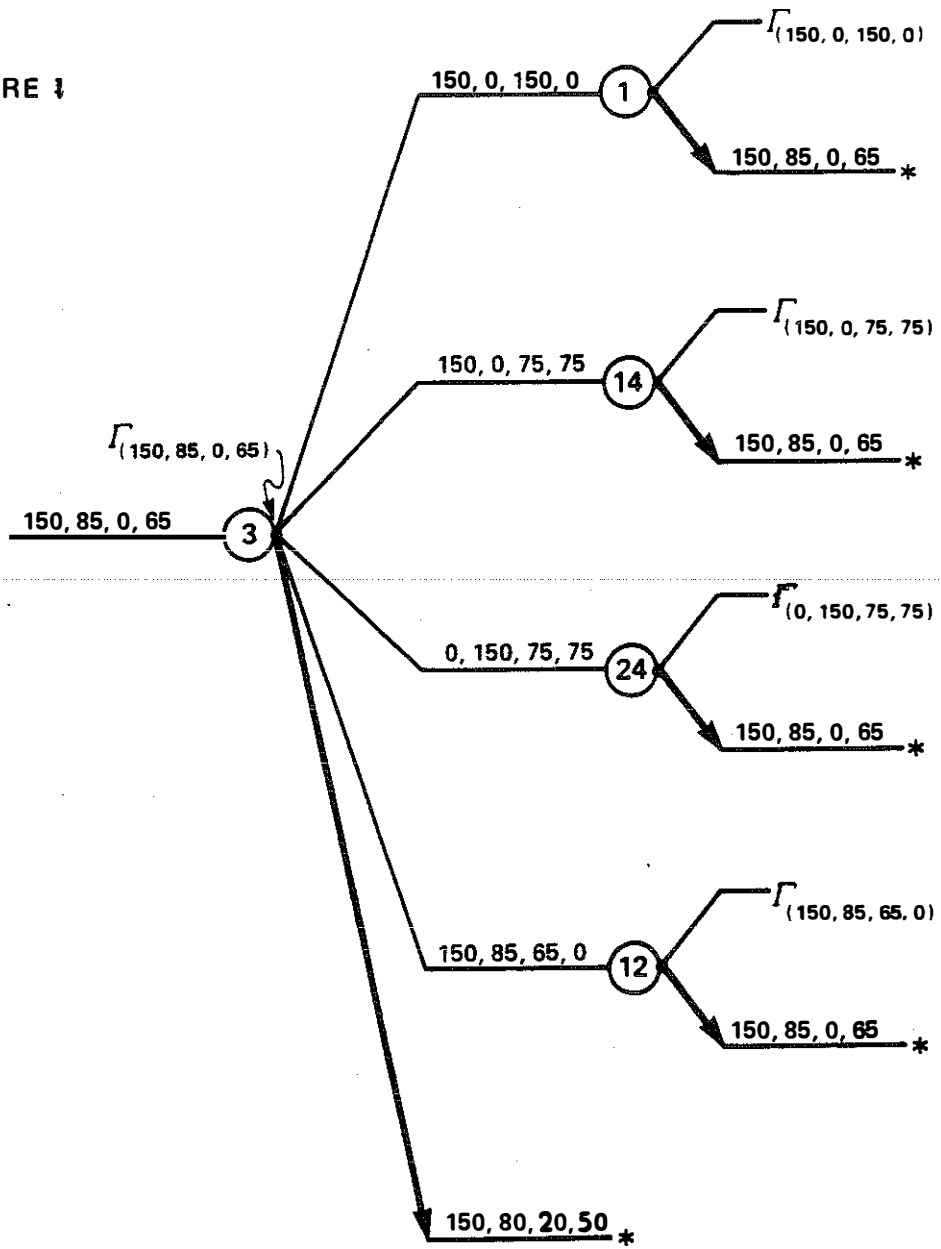 Γ(150, 0, 150, 0)
RE 1
150, 0, 150, 0
1
150, 85, 0, 65 *
Γ(150, 0, 75, 75)
150, 0, 75, 75
14
150, 85, 0, 65 *
Γ(150, 85, 0, 65)
150, 85, 0, 65
3
Γ(0, 150, 75, 75)
0, 150, 75, 75
24
150, 85, 0, 65 *
Γ(150, 85, 65, 0)
150, 85, 65, 0
12
150, 85, 0, 65 *
150, 80, 20, 50 *